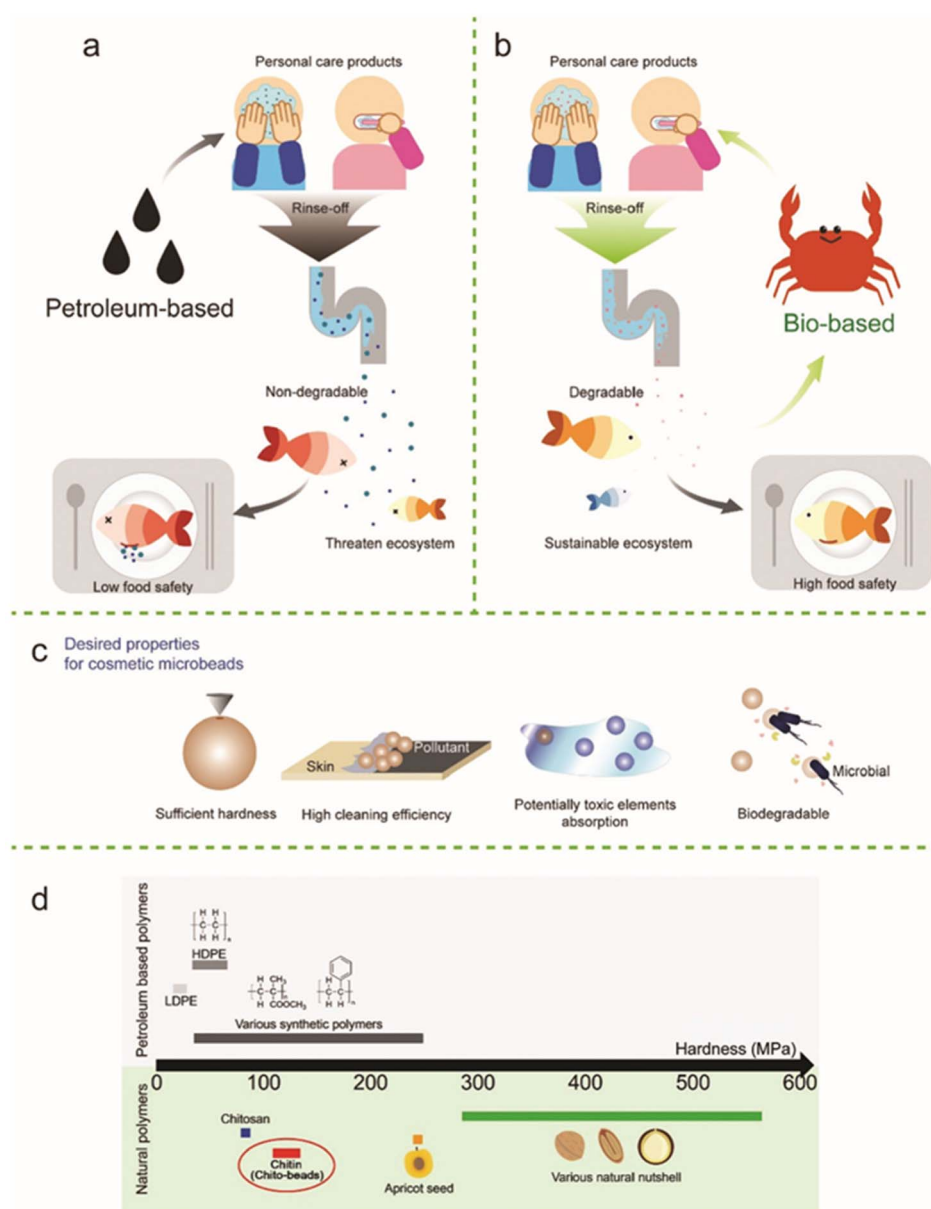 a
Personal care products
Rinse-off
Petroleum-based
Non-degradable
Threaten ecosystem
Low food safety
b
Personal care products
Rinse-off
Bio-based
Degradable
Sustainable ecosystem
High food safety
c
Desired properties
for cosmetic microbeads
Pollutant
Skin
Microbial
Sufficient hardness
High cleaning efficiency
Potentially toxic elements
absorption
Biodegradable
d
Petroleum based polymers
H H
C C
H H
n
HDPE
LDPE
H CH₃
C C
H COOCH₃
n
H
C C
H H
n
Various synthetic polymers
Hardness (MPa)
0 100 200 300 400 500 600
Natural polymers
Chitosan
Chitin
(Chito-beads)
Apricot seed
Various natural nutshell